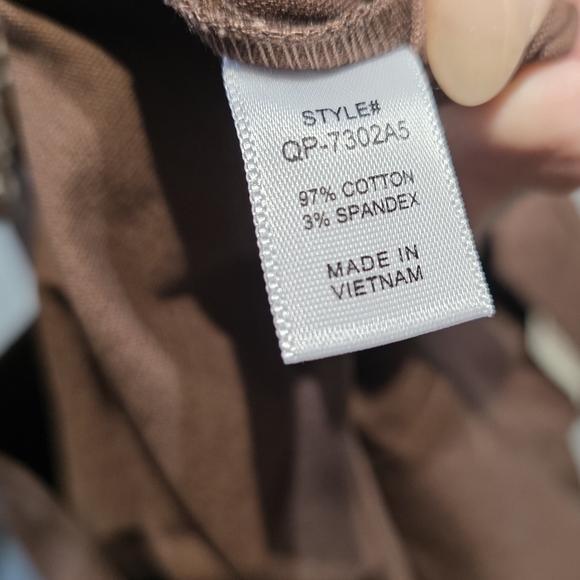 STYLE#
QP-7302A5
97% COTTON
3% SPANDEX
MADE IN
VIETNAM